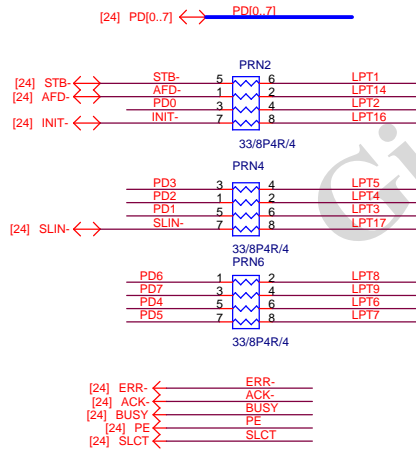 [24] PD[0..7] PD[0..7]
PRN2
[24] STB- STB- 5 6 LPT1
[24] AFD- AFD- 1 2 LPT14
PD0 3 4 LPT2
[24] INIT- INIT- 7 8 LPT16
33/8P4R/4
PRN4
PD3 3 4 LPT5
PD2 1 2 LPT4
PD1 5 6 LPT3
[24] SLIN- SLIN- 7 8 LPT17
33/8P4R/4
PRN6
PD6 1 2 LPT8
PD7 3 4 LPT9
PD4 5 6 LPT6
PD5 7 8 LPT7
33/8P4R/4
[24] ERR- ERR-
[24] ACK- ACK-
[24] BUSY BUSY
[24] PE PE
[24] SLCT SLCT